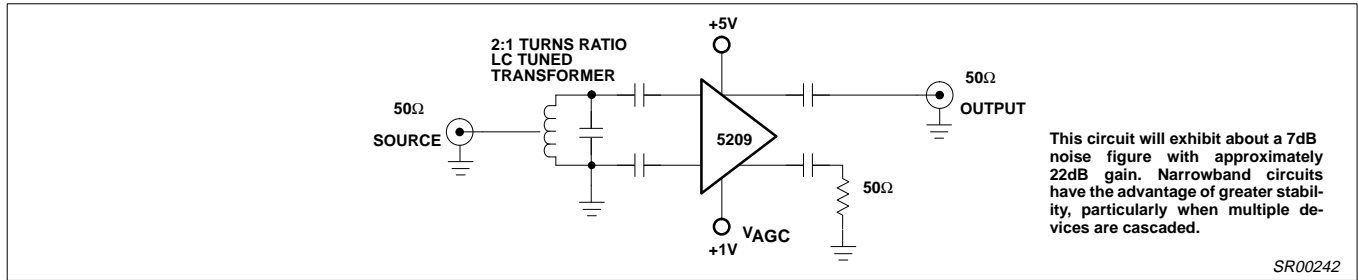 +5V
2:1 TURNS RATIO
LC TUNED
TRANSFORMER
50Ω
SOURCE
5209
50Ω
OUTPUT
50Ω
VAGC
+1V
This circuit will exhibit about a 7dB
noise figure with approximately
22dB gain. Narrowband circuits
have the advantage of greater stabil-
ity, particularly when multiple de-
vices are cascaded.
SR00242